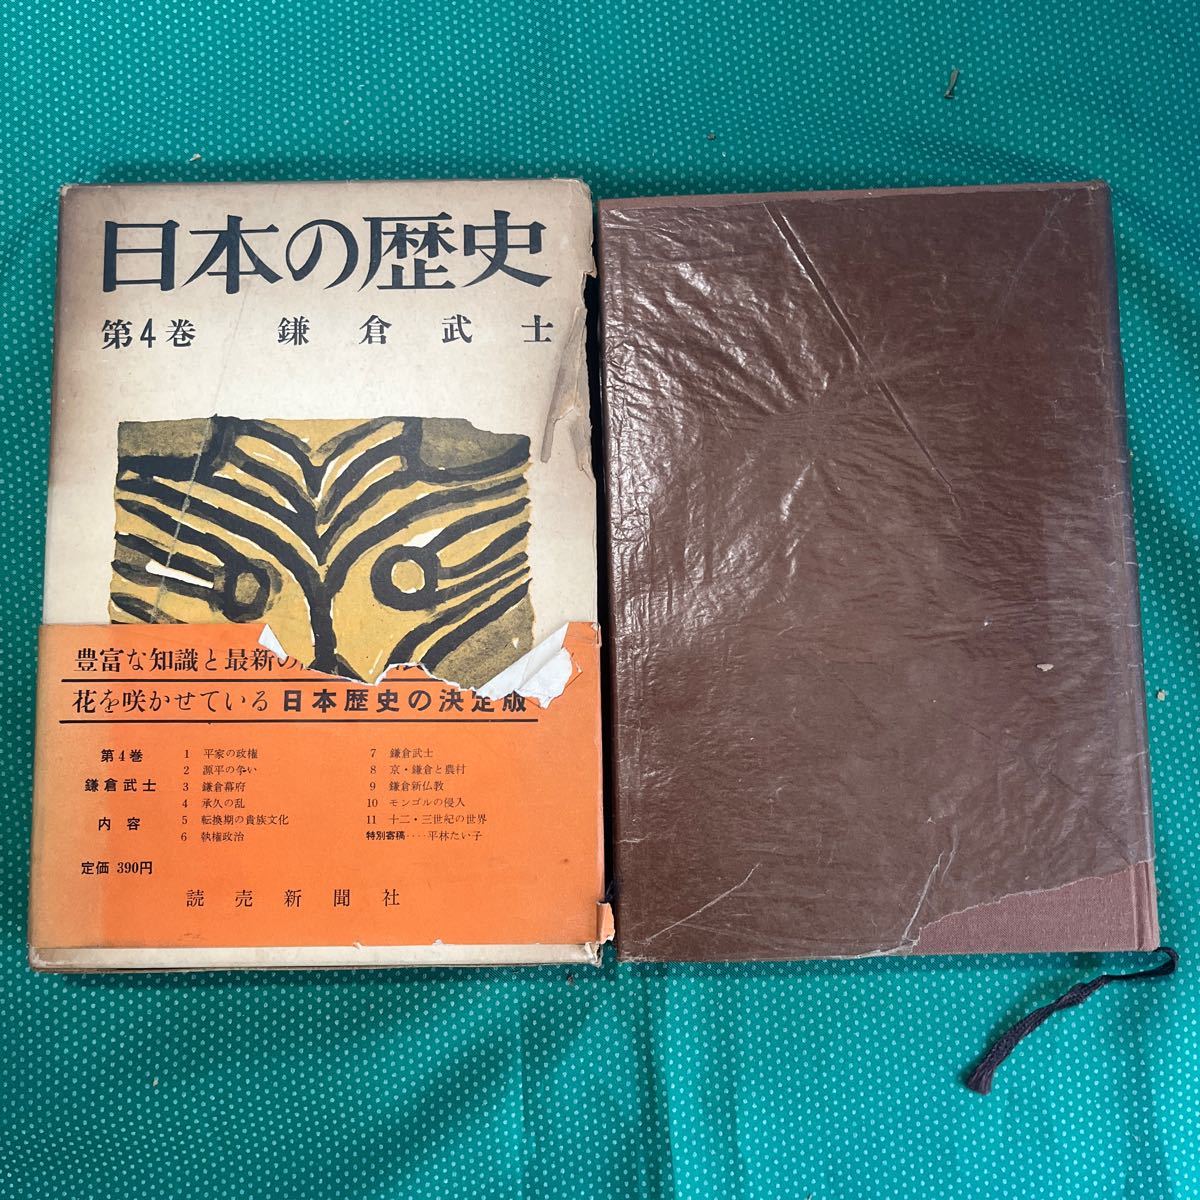 日本の歴史
第4巻 鎌倉武士
豊富な知識と最新の
花を咲かせている日本歴史の決定版
第4巻
鎌倉武士
内容
1 平家の政権
2 源平の争い
3 鎌倉幕府
4 承久の乱
5 転換期の貴族文化
6 執権政治
7 鎌倉武士
8 京・鎌倉と農村
9 鎌倉新仏教
10 モンゴルの侵入
11 十二・三世紀の世界
特別寄稿‥‥平林たい子
定価 390円
読売新聞社